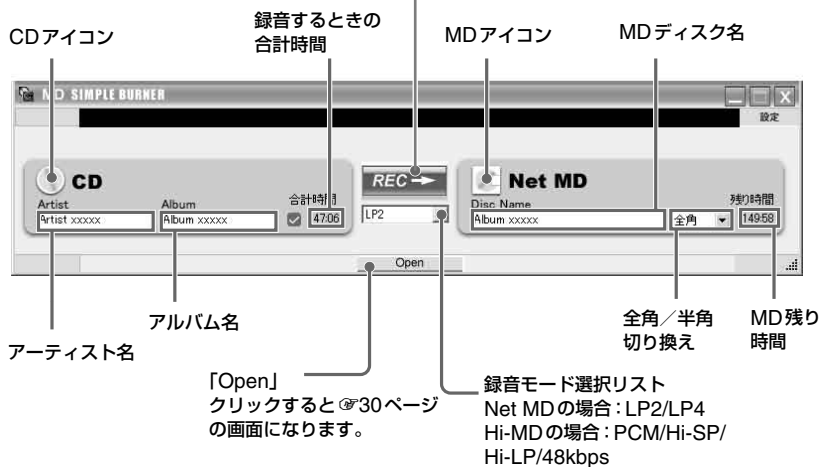 録音するときの
合計時間
CDアイコン
MDアイコン
MDディスク名
MD SIMPLE BURNER
設定
CD
REC
Net MD
Artist
Album
合計時間
Disc Name
残り時間
Artist xxxxx
Album xxxxx
47:06
LP2
Album xxxxx
全角
149:58
Open
アルバム名
アーティスト名
全角／半角
切り換え
MD残り
時間
「Open」
クリックすると☞30ページ
の画面になります。
録音モード選択リスト
Net MDの場合：LP2/LP4
Hi-MDの場合：PCM/Hi-SP/
Hi-LP/48kbps